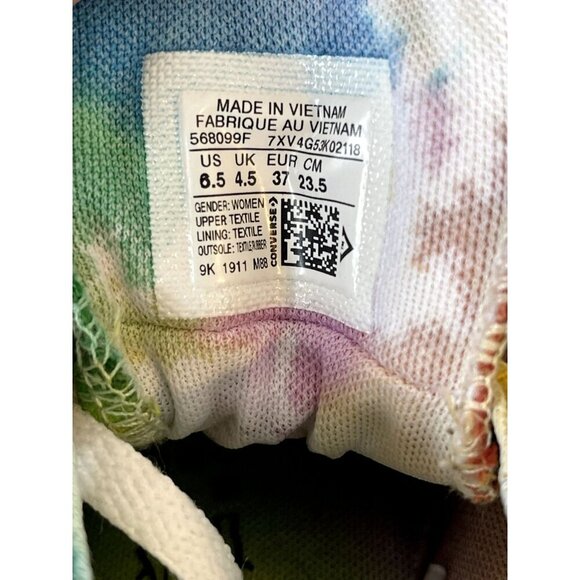 MADE IN VIETNAM
FABRIQUE AU VIETNAM
568099F 7XV4G53K02118
US UK EUR CM
6.5 4.5 37 23.5
GENDER: WOMEN
UPPER TEXTILE
LINING: TEXTILE
OUTSOLE: TEXTILE, RUBBER
CONVERSE
9K 1911 M88